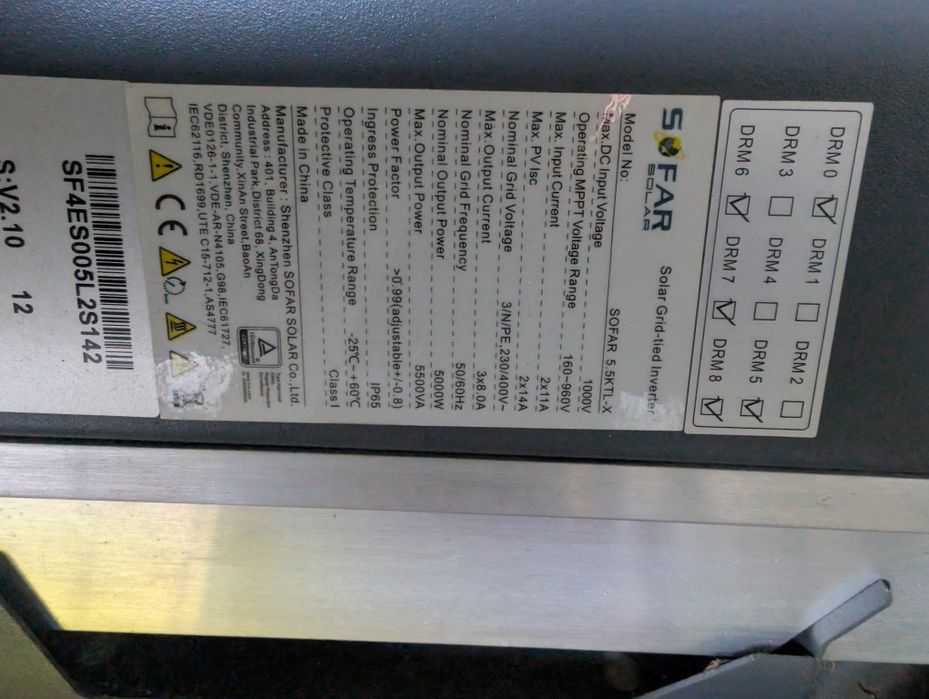 DRM 0 ☑ DRM 1 ☐ DRM 2 ☐
DRM 3 ☐ DRM 4 ☐ DRM 5 ☑
DRM 6 ☑ DRM 7 ☑ DRM 8 ☑
SOFAR
SOLAR
Solar Grid-tied Inverter
Model No: SOFAR 5.5KTL-X
Max.DC Input Voltage 1000V
Operating MPPT Voltage Range 160~960V
Max. Input Current 2x11A
Max. PV Isc 2x14A
Nominal Grid Voltage 3/N/PE,230/400V~
Max.Output Current 3x8.0A
Nominal Grid Frequency 50/60Hz
Nominal Output Power 5000W
Max.Output Power 5500VA
Power Factor >0.99(adjustable+/-0.8)
Ingress Protection IP65
Operating Temperature Range -25℃~+60℃
Protective Class Class I
Made in China
Manufacturer : Shenzhen SOFAR SOLAR Co.,Ltd.
Address : 401, Building 4, AnTongDa
Industrial Park,District 68, XingDong
Community,XinAn Street,BaoAn
District, Shenzhen, China
VDE0126-1-1,VDE-AR-N4105,G98,IEC61727,
IEC62116,RD1699,UTE C15-712-1,AS4777
CE
SF4ES005L2S142
S:V2.10 12